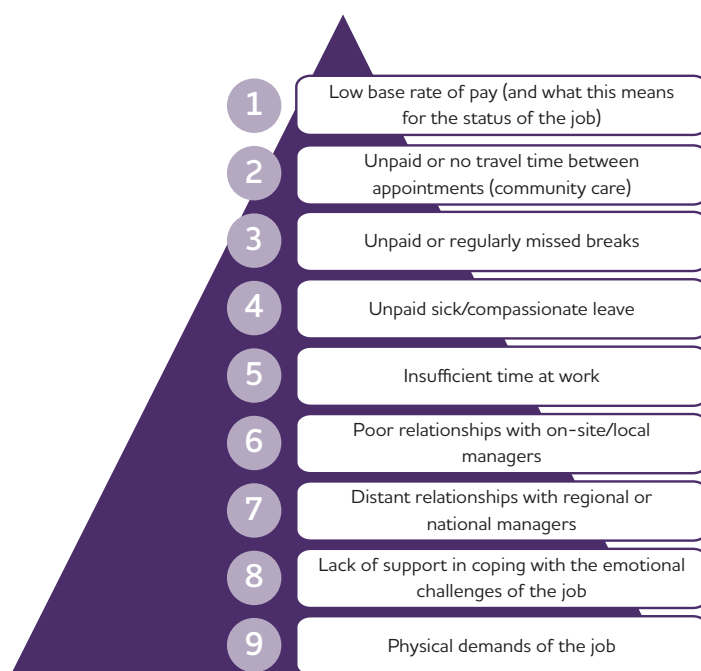 1
Low base rate of pay (and what this means
for the status of the job)
2
Unpaid or no travel time between
appointments (community care)
3
Unpaid or regularly missed breaks
4
Unpaid sick/compassionate leave
5
Insufficient time at work
6
Poor relationships with on-site/local
managers
7
Distant relationships with regional or
national managers
8
Lack of support in coping with the emotional
challenges of the job
9
Physical demands of the job